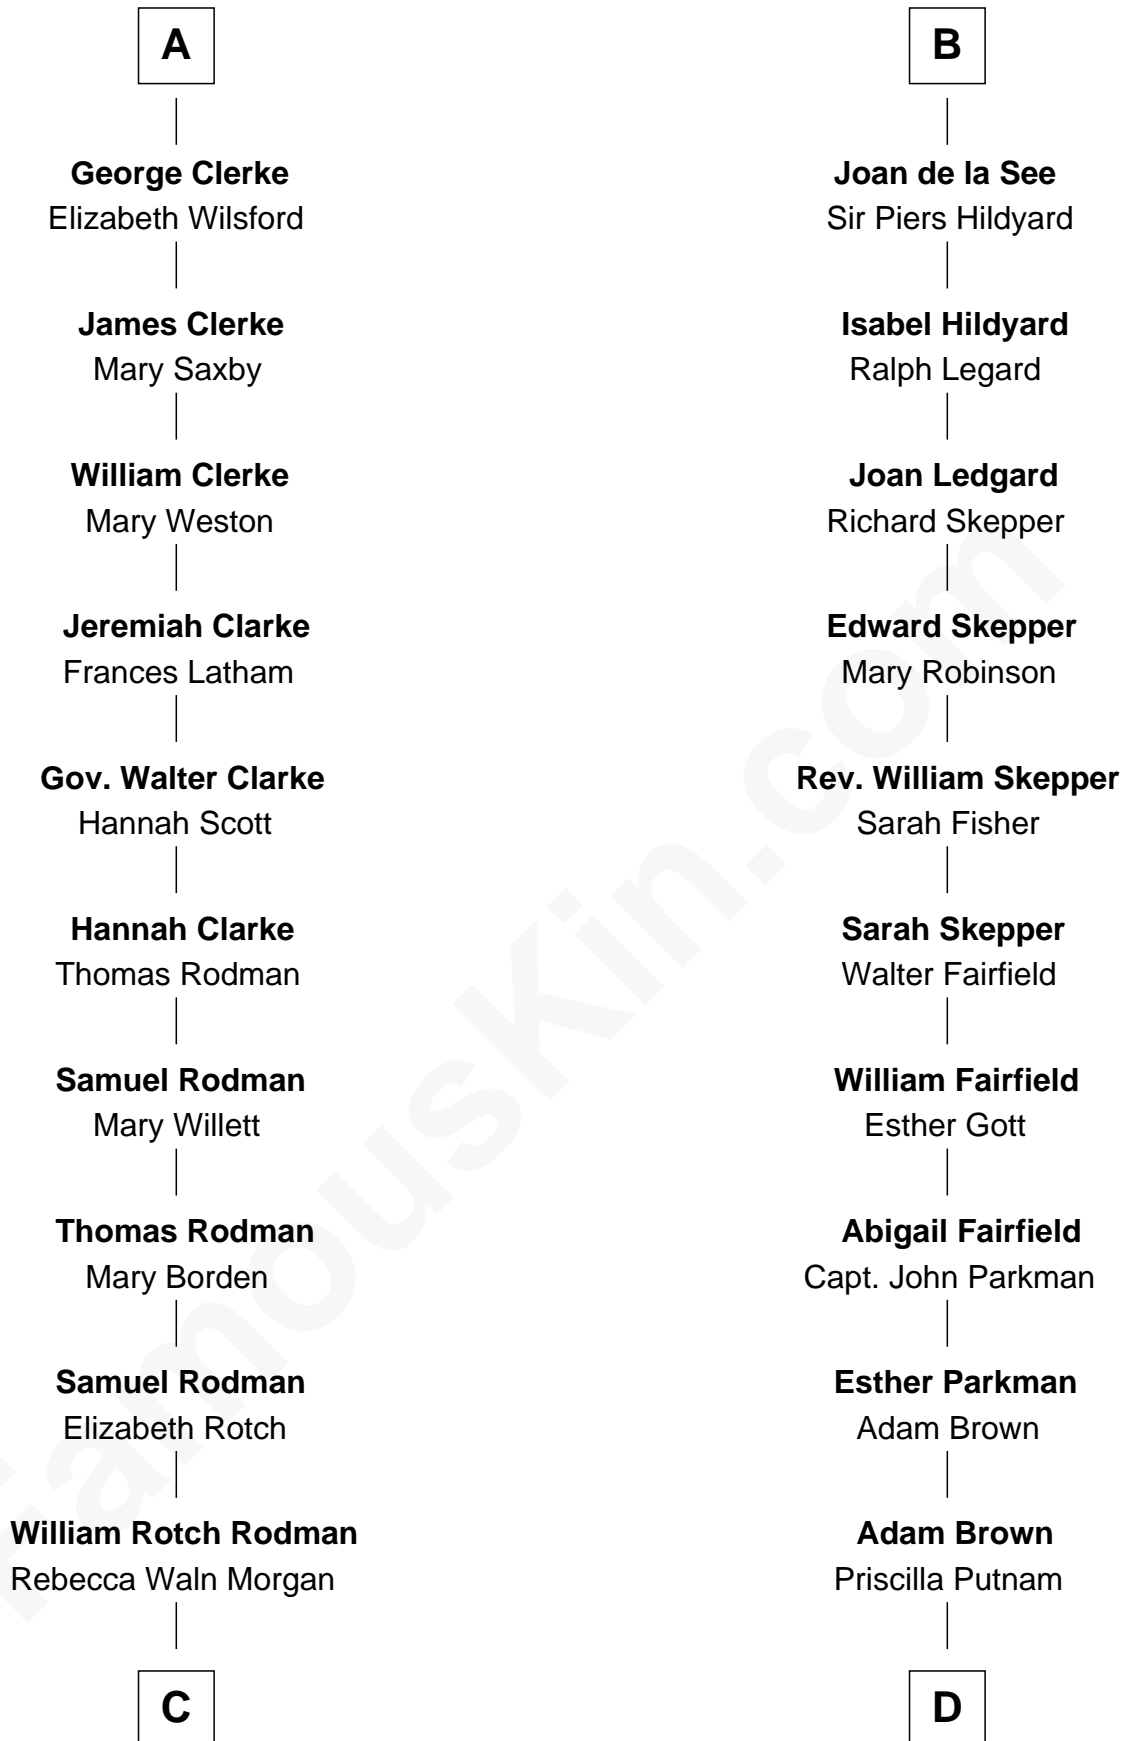 A
George Clerke
Elizabeth Wilsford
James Clerke
Mary Saxby
William Clerke
Mary Weston
Jeremiah Clarke
Frances Latham
Gov. Walter Clarke
Hannah Scott
Hannah Clarke
Thomas Rodman
Samuel Rodman
Mary Willett
Thomas Rodman
Mary Borden
Samuel Rodman
Elizabeth Rotch
William Rotch Rodman
Rebecca Waln Morgan
C
B
Joan de la See
Sir Piers Hildyard
Isabel Hildyard
Ralph Legard
Joan Ledgard
Richard Skepper
Edward Skepper
Mary Robinson
Rev. William Skepper
Sarah Fisher
Sarah Skepper
Walter Fairfield
William Fairfield
Esther Gott
Abigail Fairfield
Capt. John Parkman
Esther Parkman
Adam Brown
Adam Brown
Priscilla Putnam
D
FamousKin.com